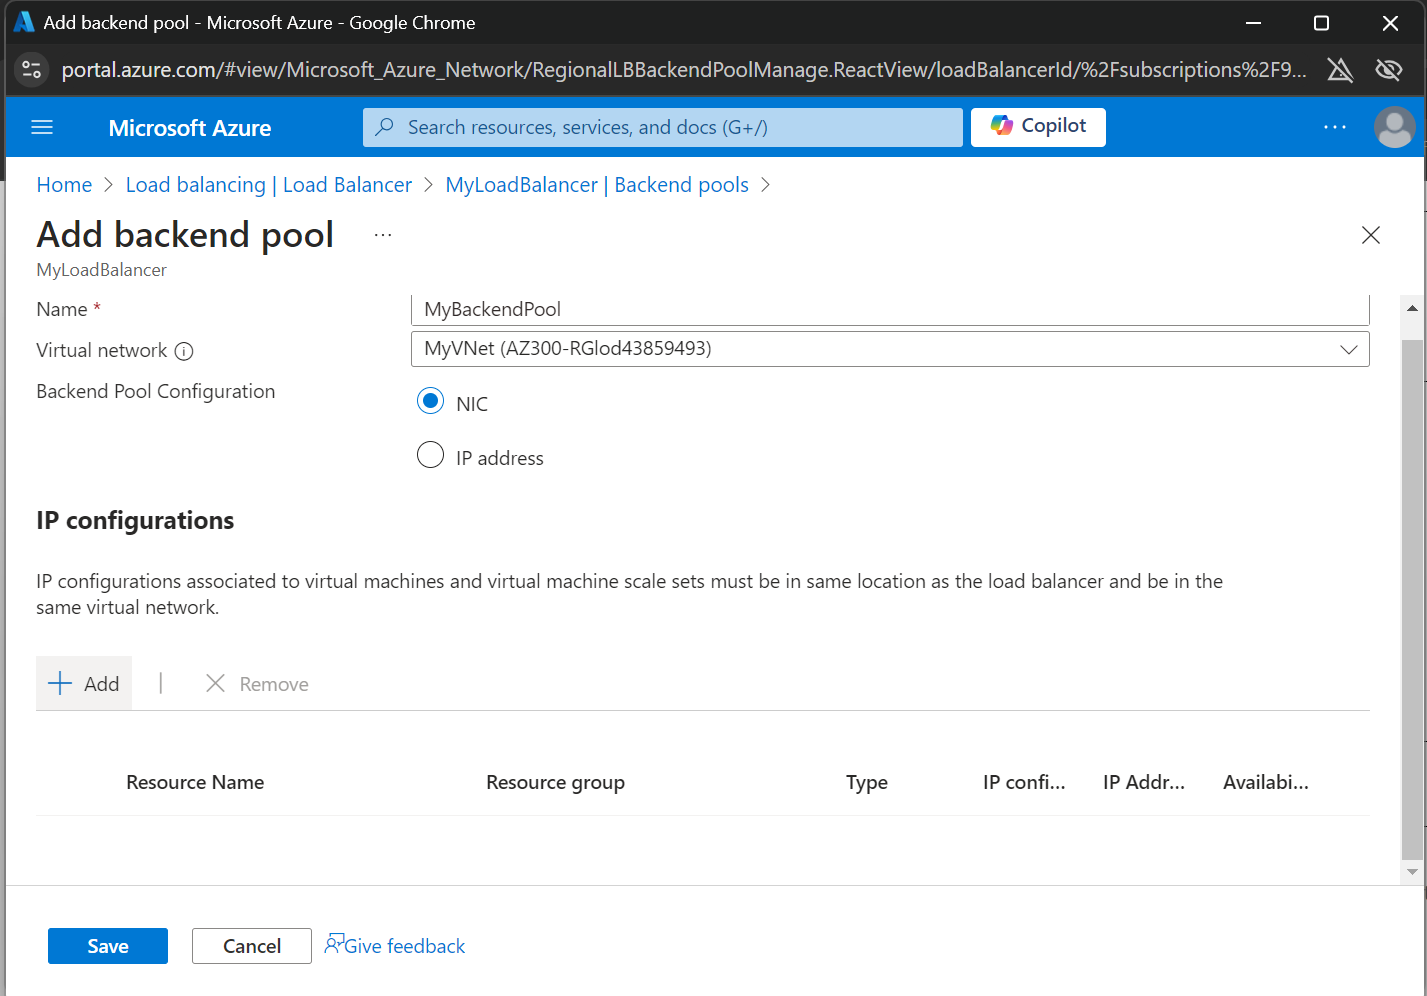 Add backend pool - Microsoft Azure - Google Chrome
portal.azure.com/#view/Microsoft_Azure_Network/RegionalLBBackendPoolManage.ReactView/loadBalancerId/%2Fsubscriptions%2F9...
Microsoft Azure
Search resources, services, and docs (G+/)
Copilot
Home > Load balancing | Load Balancer > MyLoadBalancer | Backend pools >
Add backend pool ...
MyLoadBalancer
Name * MyBackendPool
Virtual network MyVNet (AZ300-RGlod43859493)
Backend Pool Configuration
NIC
IP address
IP configurations
IP configurations associated to virtual machines and virtual machine scale sets must be in same location as the load balancer and be in the
same virtual network.
Add | Remove
Resource Name Resource group Type IP confi... IP Addr... Availabi...
Save Cancel Give feedback